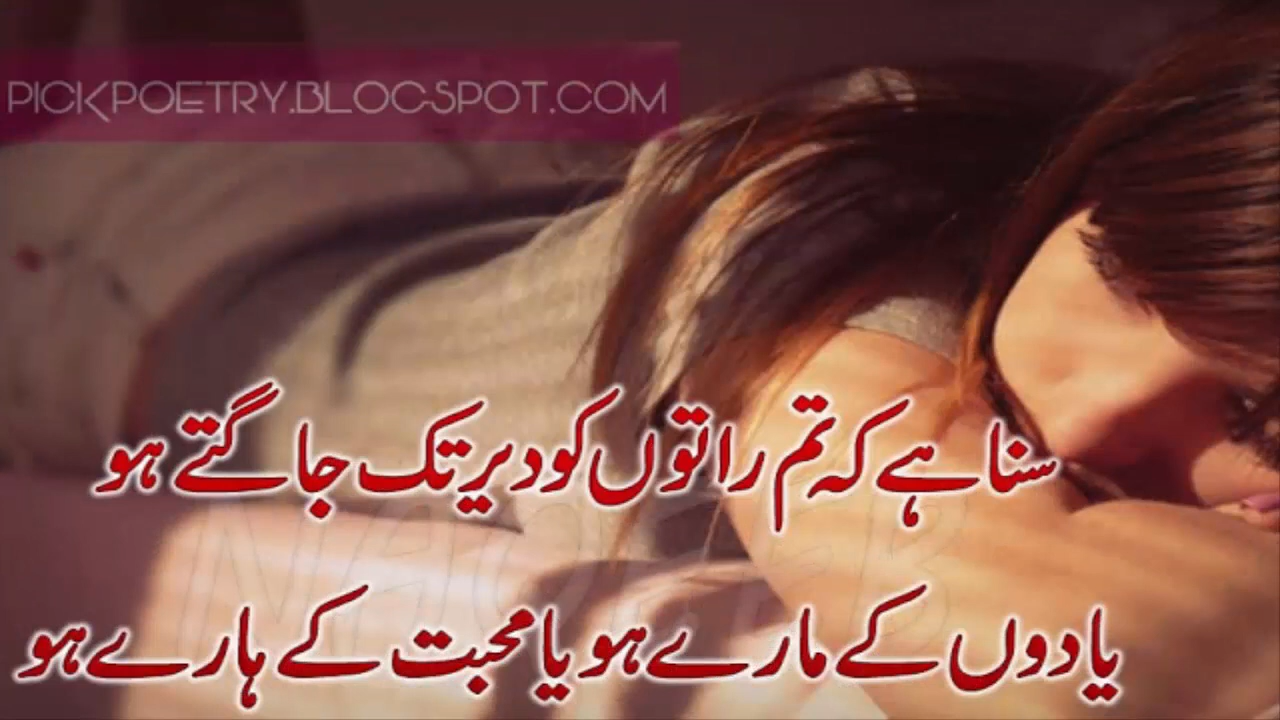 PICKPOETRY.BLOGSPOT.COM
سنا ہے کہ تم راتوں کو دیر تک جاگتے ہو
یادوں کے مارے ہو یا محبت کے ہارے ہو